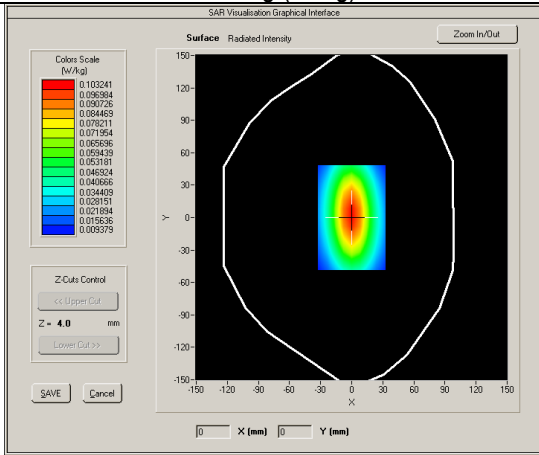 SAR Visualisation Graphical Interface
Surface Radiated Intensity
Zoom In/Out
Colors Scale
(W/kg)
0.103241
0.096984
0.090726
0.084469
0.078211
0.071954
0.065696
0.059439
0.053181
0.046924
0.040666
0.034409
0.028151
0.021894
0.015636
0.009379
Z-Cuts Control
<< Upper Cut
Z = 4.0 mm
Lower Cut >>
SAVE Cancel
150
120
90
60
30
0
-30
-60
-90
-120
-150
Y
-150 -120 -90 -60 -30 0 30 60 90 120 150
X
0 X (mm) 0 Y (mm)